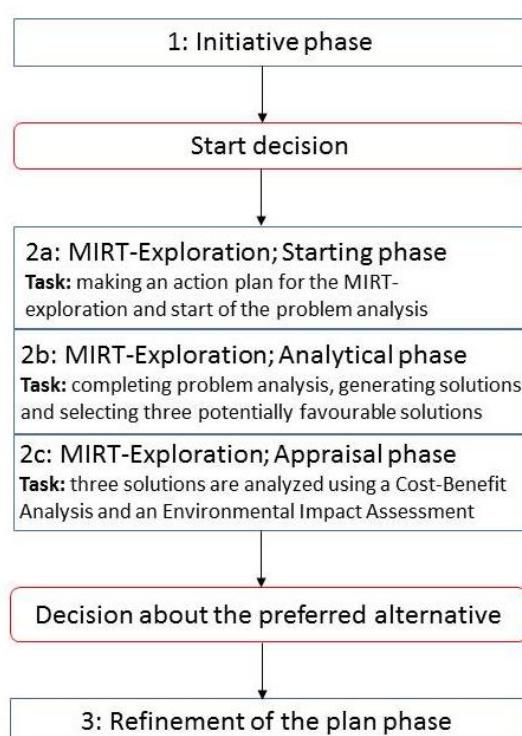 1: Initiative phase
Start decision
2a: MIRT-Exploration; Starting phase
Task: making an action plan for the MIRT-
exploration and start of the problem analysis
2b: MIRT-Exploration; Analytical phase
Task: completing problem analysis, generating solutions
and selecting three potentially favourable solutions
2c: MIRT-Exploration; Appraisal phase
Task: three solutions are analyzed using a Cost-Benefit
Analysis and an Environmental Impact Assessment
Decision about the preferred alternative
3: Refinement of the plan phase